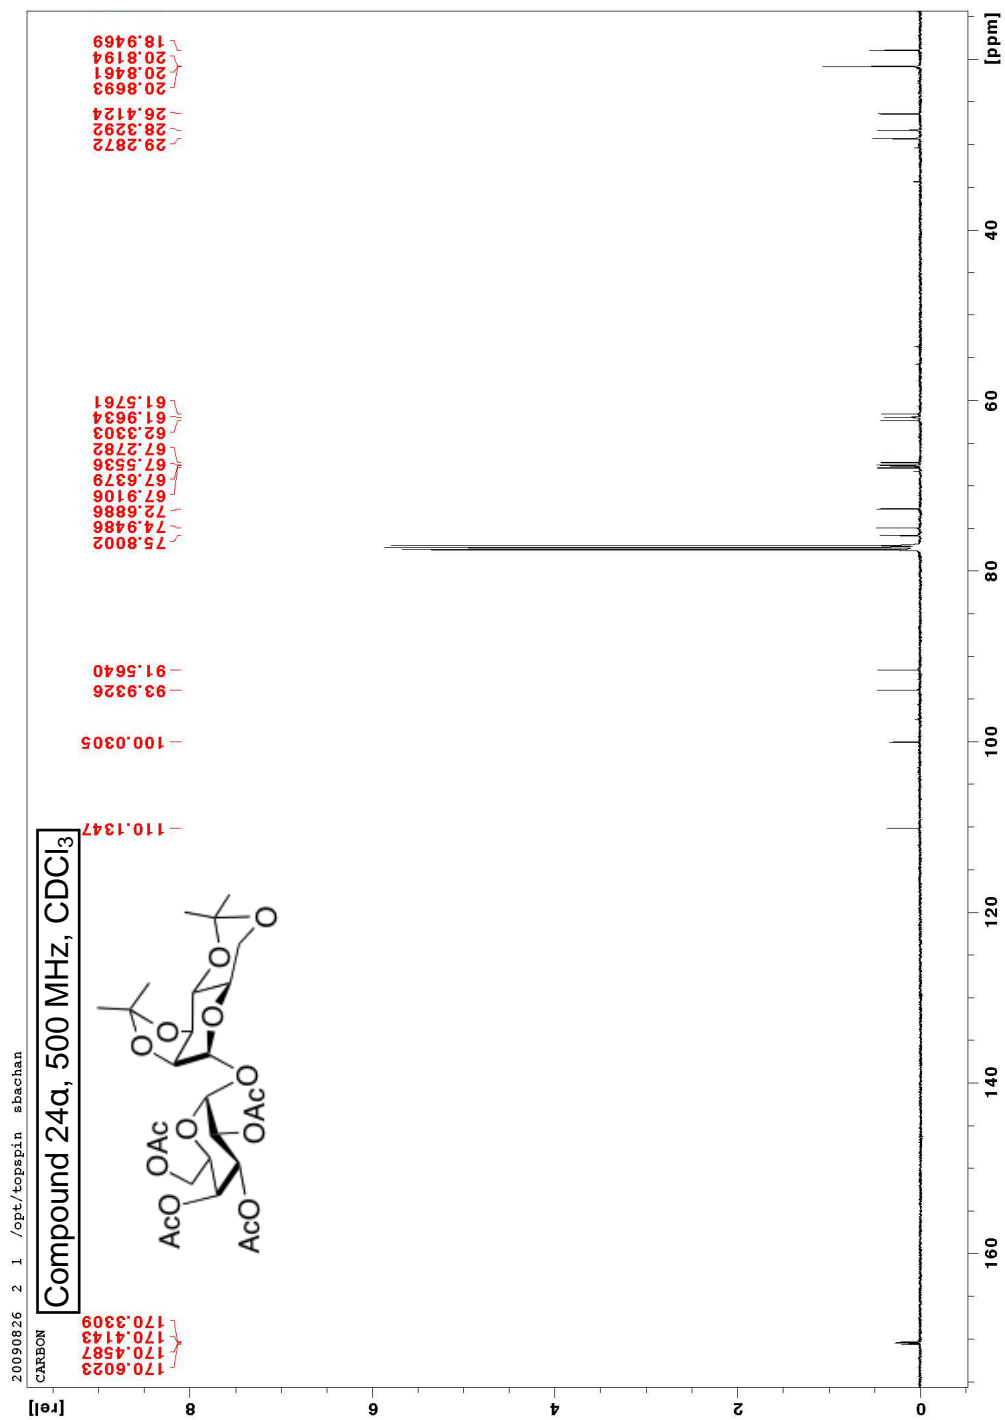 20090826 2 1 /opt/topspin sbachan
CARBON
Compound 24α, 500 MHz, CDCl3
170.6023
170.4587
170.4143
170.3309
110.1347
100.0305
93.9326
91.5640
75.8002
74.9486
72.6886
67.9106
67.6379
67.5536
67.2782
62.3303
61.9634
61.5761
29.2872
28.3292
26.4124
20.8693
20.8461
20.8194
18.9469
AcO
OAc
AcO
O
OAc
O
O
O
O
O
O
[rel]
8
6
4
2
0
160
140
120
100
80
60
40
[ppm]